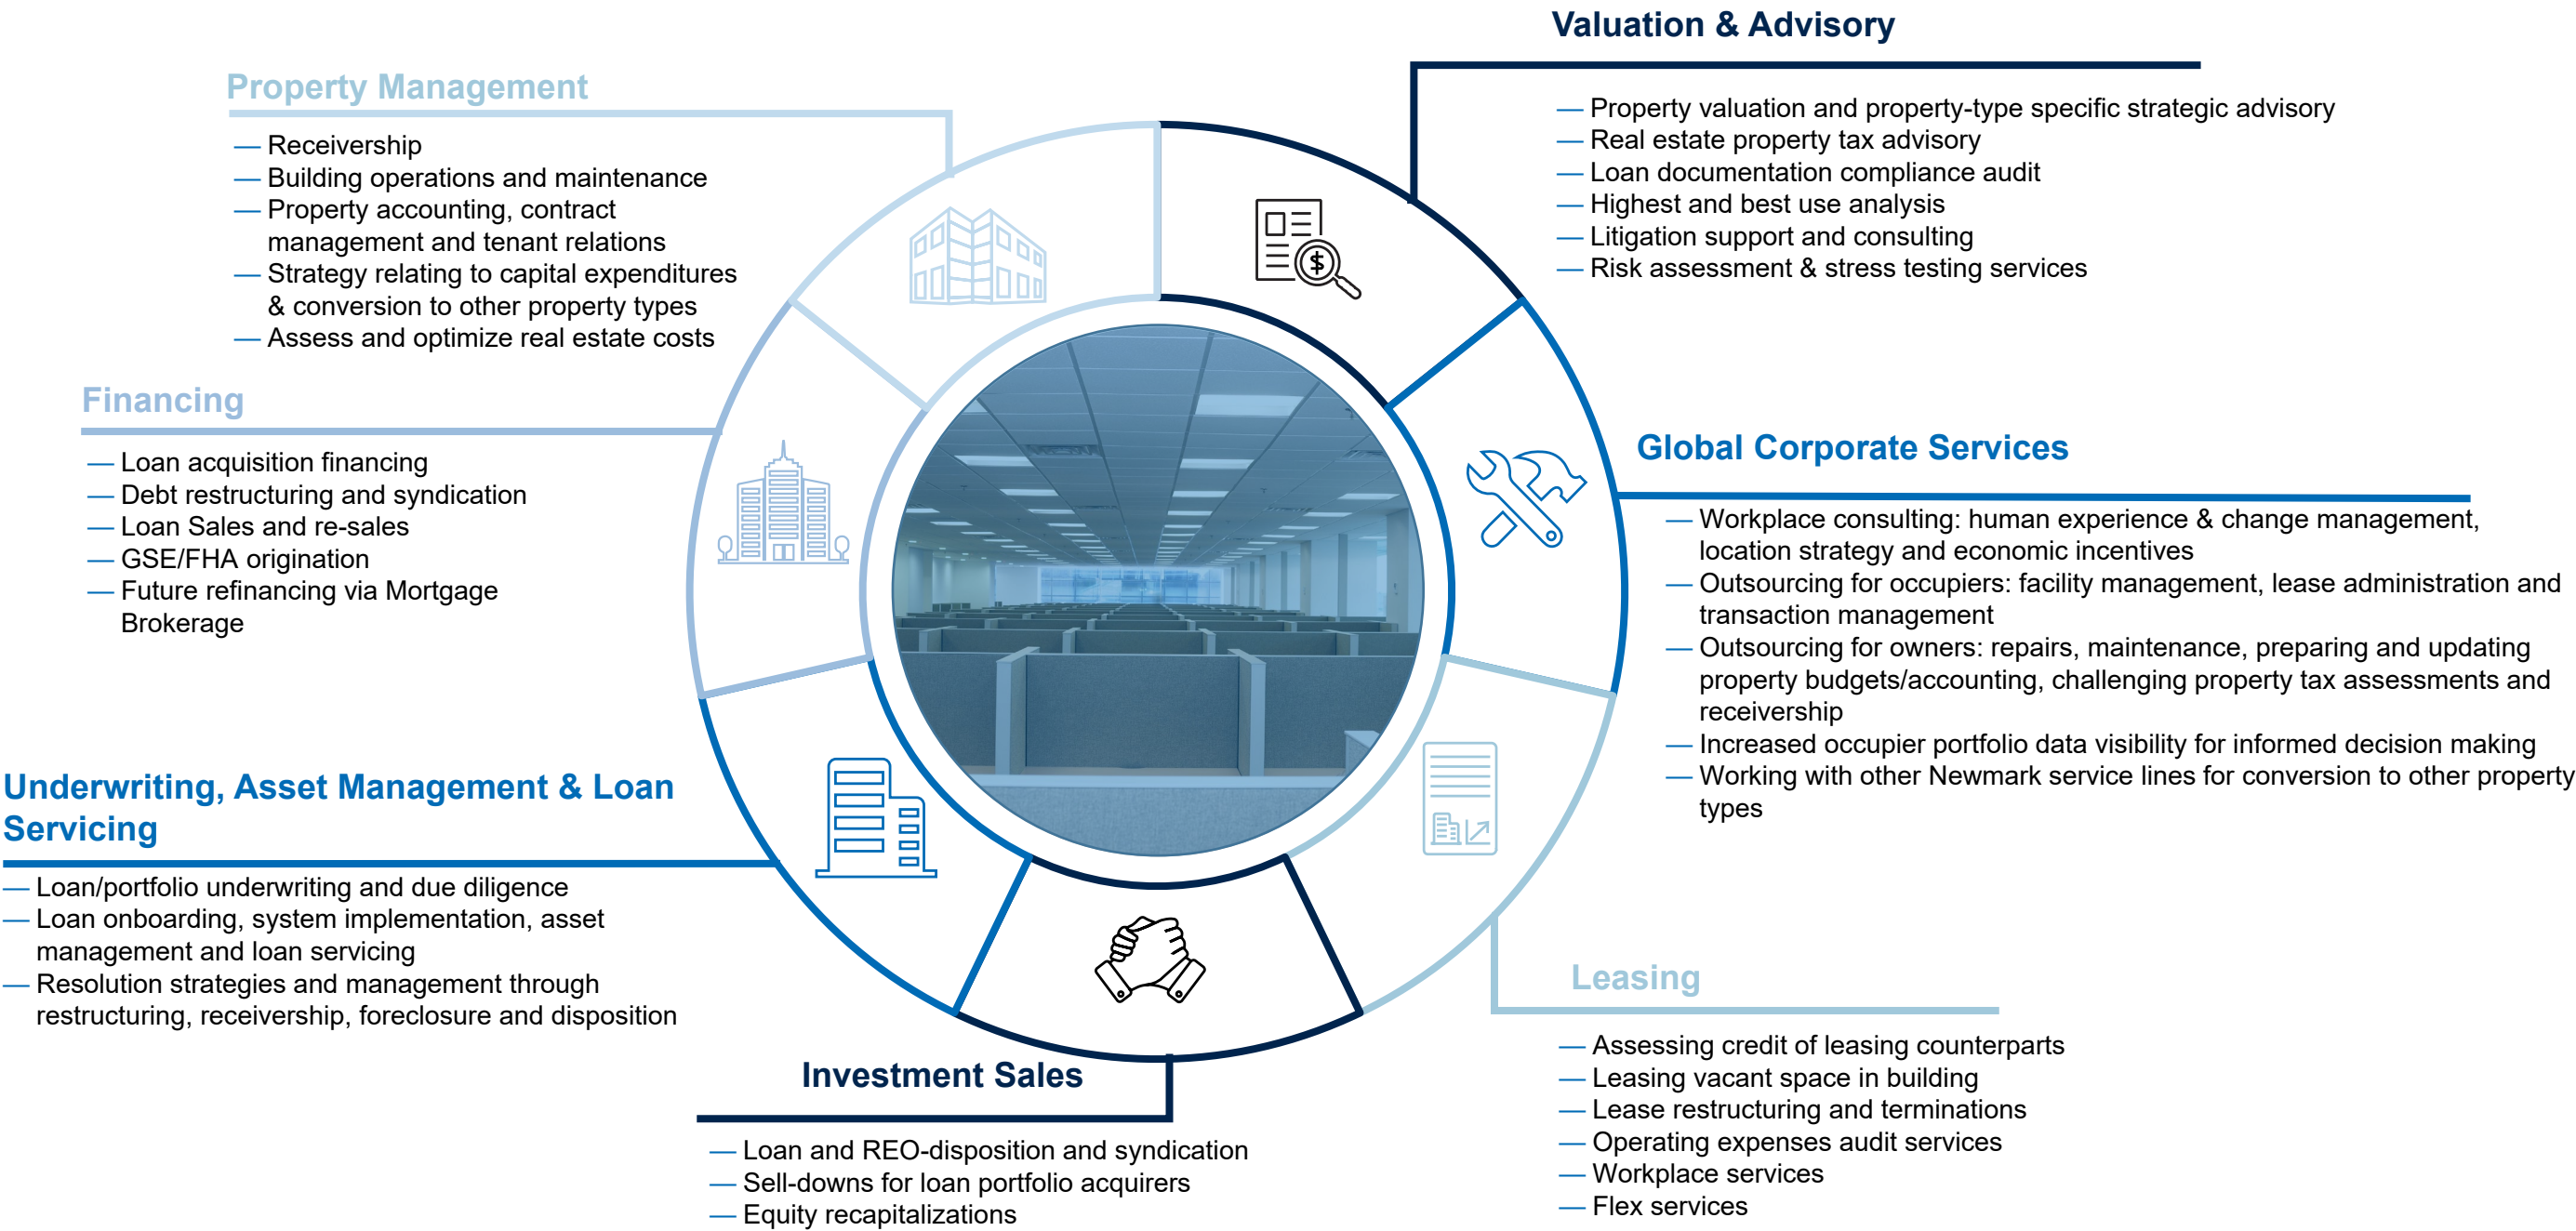 Valuation & Advisory
— Property valuation and property-type specific strategic advisory
— Real estate property tax advisory
— Loan documentation compliance audit
— Highest and best use analysis
— Litigation support and consulting
— Risk assessment & stress testing services
Property Management
— Receivership
— Building operations and maintenance
— Property accounting, contract
management and tenant relations
— Strategy relating to capital expenditures
& conversion to other property types
— Assess and optimize real estate costs
Financing
— Loan acquisition financing
— Debt restructuring and syndication
— Loan Sales and re-sales
— GSE/FHA origination
— Future refinancing via Mortgage
Brokerage
Global Corporate Services
— Workplace consulting: human experience & change management,
location strategy and economic incentives
— Outsourcing for occupiers: facility management, lease administration and
transaction management
— Outsourcing for owners: repairs, maintenance, preparing and updating
property budgets/accounting, challenging property tax assessments and
receivership
— Increased occupier portfolio data visibility for informed decision making
— Working with other Newmark service lines for conversion to other property
types
Underwriting, Asset Management & Loan
Servicing
— Loan/portfolio underwriting and due diligence
— Loan onboarding, system implementation, asset
management and loan servicing
— Resolution strategies and management through
restructuring, receivership, foreclosure and disposition
Leasing
— Assessing credit of leasing counterparts
— Leasing vacant space in building
— Lease restructuring and terminations
— Operating expenses audit services
— Workplace services
— Flex services
Investment Sales
— Loan and REO-disposition and syndication
— Sell-downs for loan portfolio acquirers
— Equity recapitalizations
$